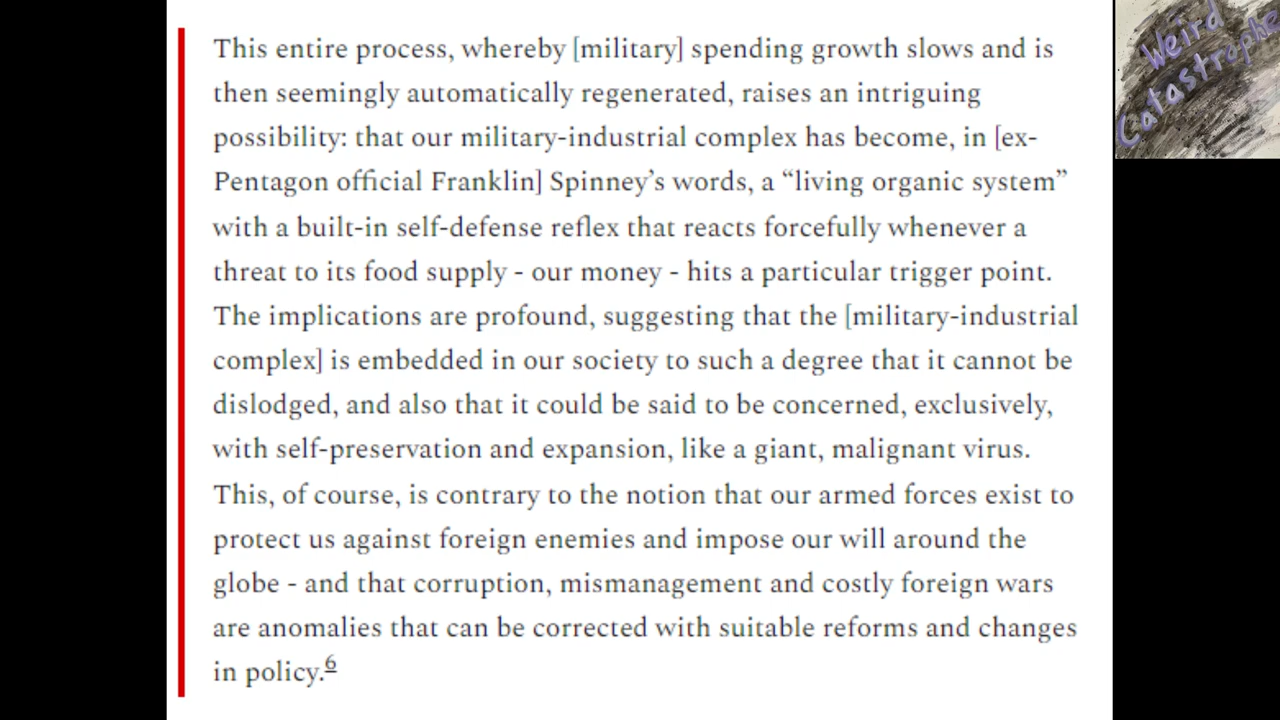 This entire process, whereby [military] spending growth slows and is
then seemingly automatically regenerated, raises an intriguing
possibility: that our military-industrial complex has become, in [ex-
Pentagon official Franklin] Spinney’s words, a “living organic system”
with a built-in self-defense reflex that reacts forcefully whenever a
threat to its food supply - our money - hits a particular trigger point.
The implications are profound, suggesting that the [military-industrial
complex] is embedded in our society to such a degree that it cannot be
dislodged, and also that it could be said to be concerned, exclusively,
with self-preservation and expansion, like a giant, malignant virus.
This, of course, is contrary to the notion that our armed forces exist to
protect us against foreign enemies and impose our will around the
globe - and that corruption, mismanagement and costly foreign wars
are anomalies that can be corrected with suitable reforms and changes
in policy.6
Weird
Catastrophe